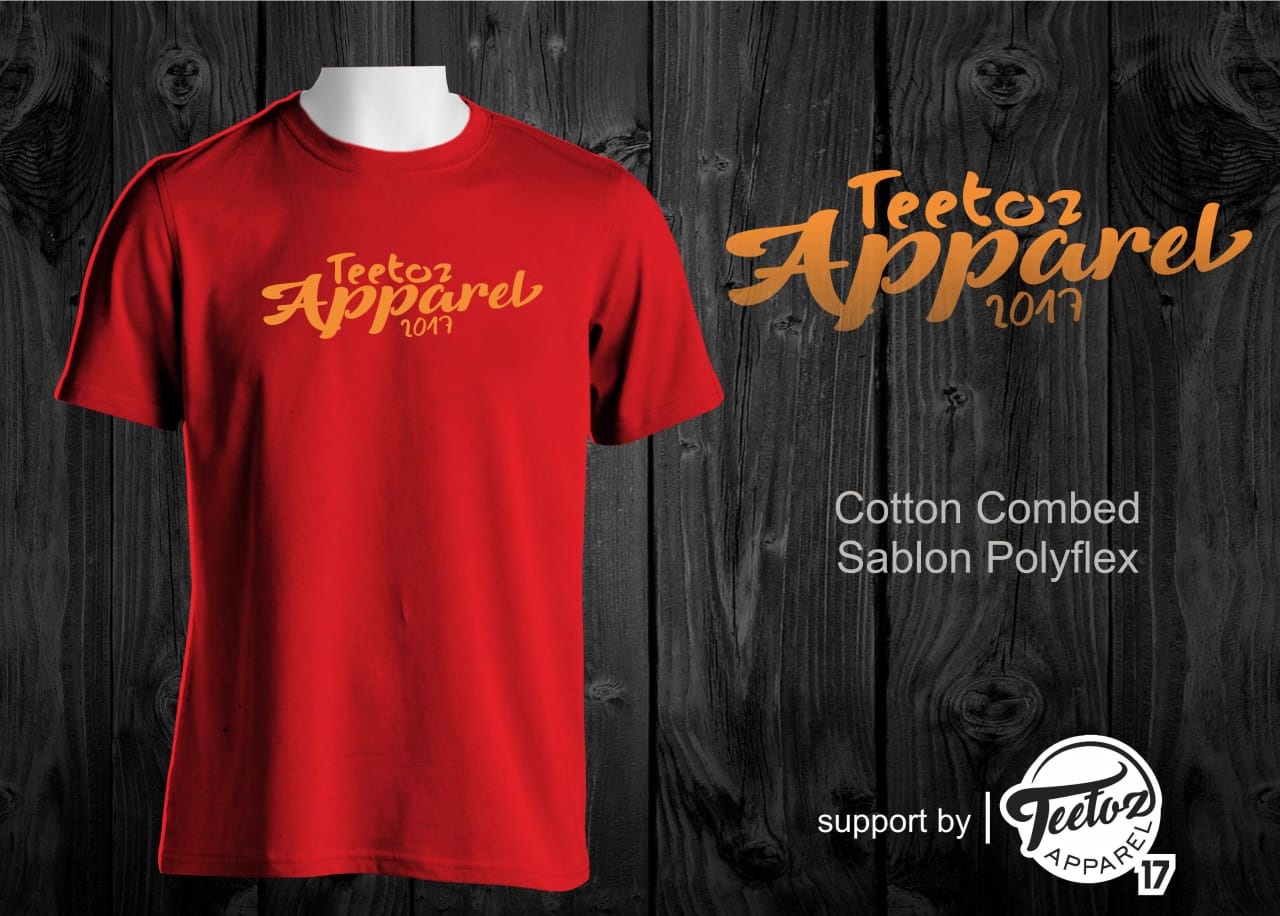 Teetoz
Apparel
2017
Teetoz
Apparel
2017
Cotton Combed
Sablon Polyflex
support by |
Teetoz
APPAREL
17